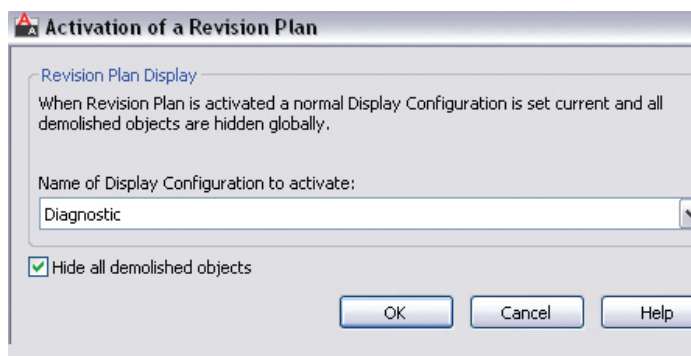 Activation of a Revision Plan
Revision Plan Display
When Revision Plan is activated a normal Display Configuration is set current and all
demolished objects are hidden globally.
Name of Display Configuration to activate:
Diagnostic
Hide all demolished objects
OK Cancel Help